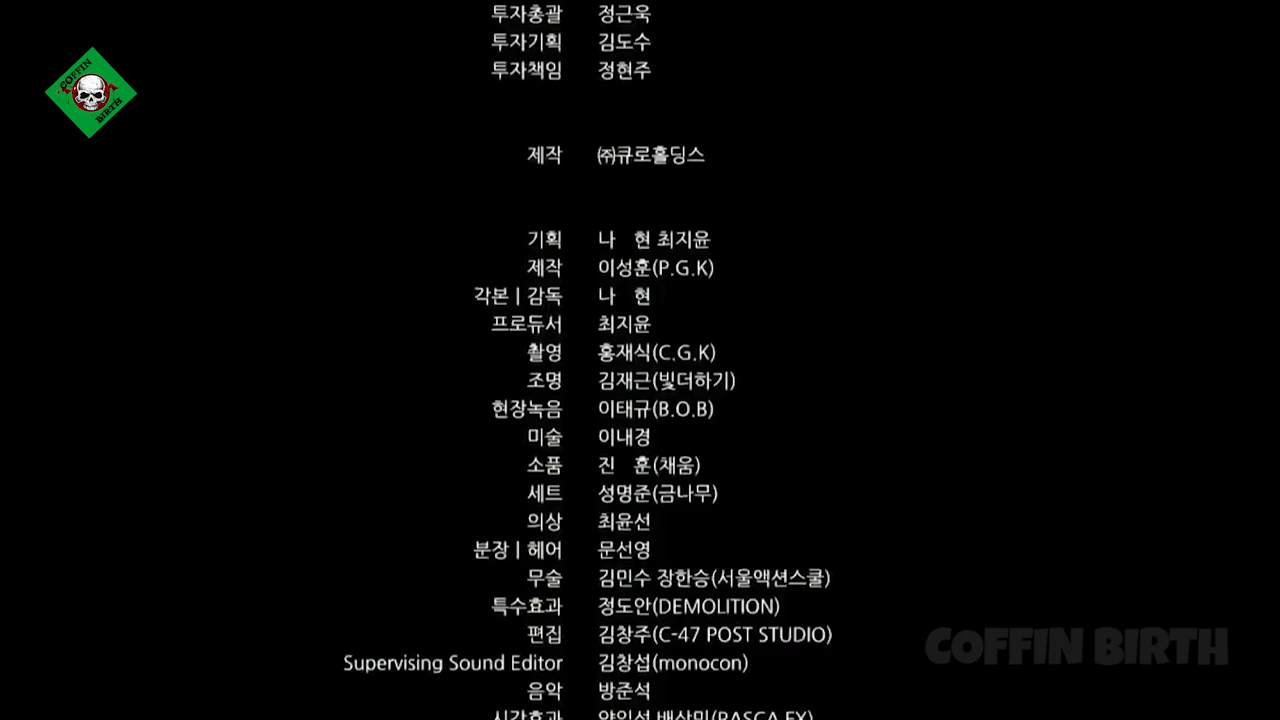 투자총괄 정근욱
투자기획 김도수
투자책임 정현주
COFFIN
BIRTH
제작 ㈜큐로홀딩스
기획 나 현 최지윤
제작 이성훈(P.G.K)
각본 | 감독 나 현
프로듀서 최지윤
촬영 홍재식(C.G.K)
조명 김재근(빛더하기)
현장녹음 이태규(B.O.B)
미술 이내경
소품 진 훈(채움)
세트 성명준(금나무)
의상 최윤선
분장 | 헤어 문선영
무술 김민수 장한승(서울액션스쿨)
특수효과 정도안(DEMOLITION)
편집 김창주(C-47 POST STUDIO)
COFFIN BIRTH
Supervising Sound Editor 김창섭(monocon)
음악 방준석